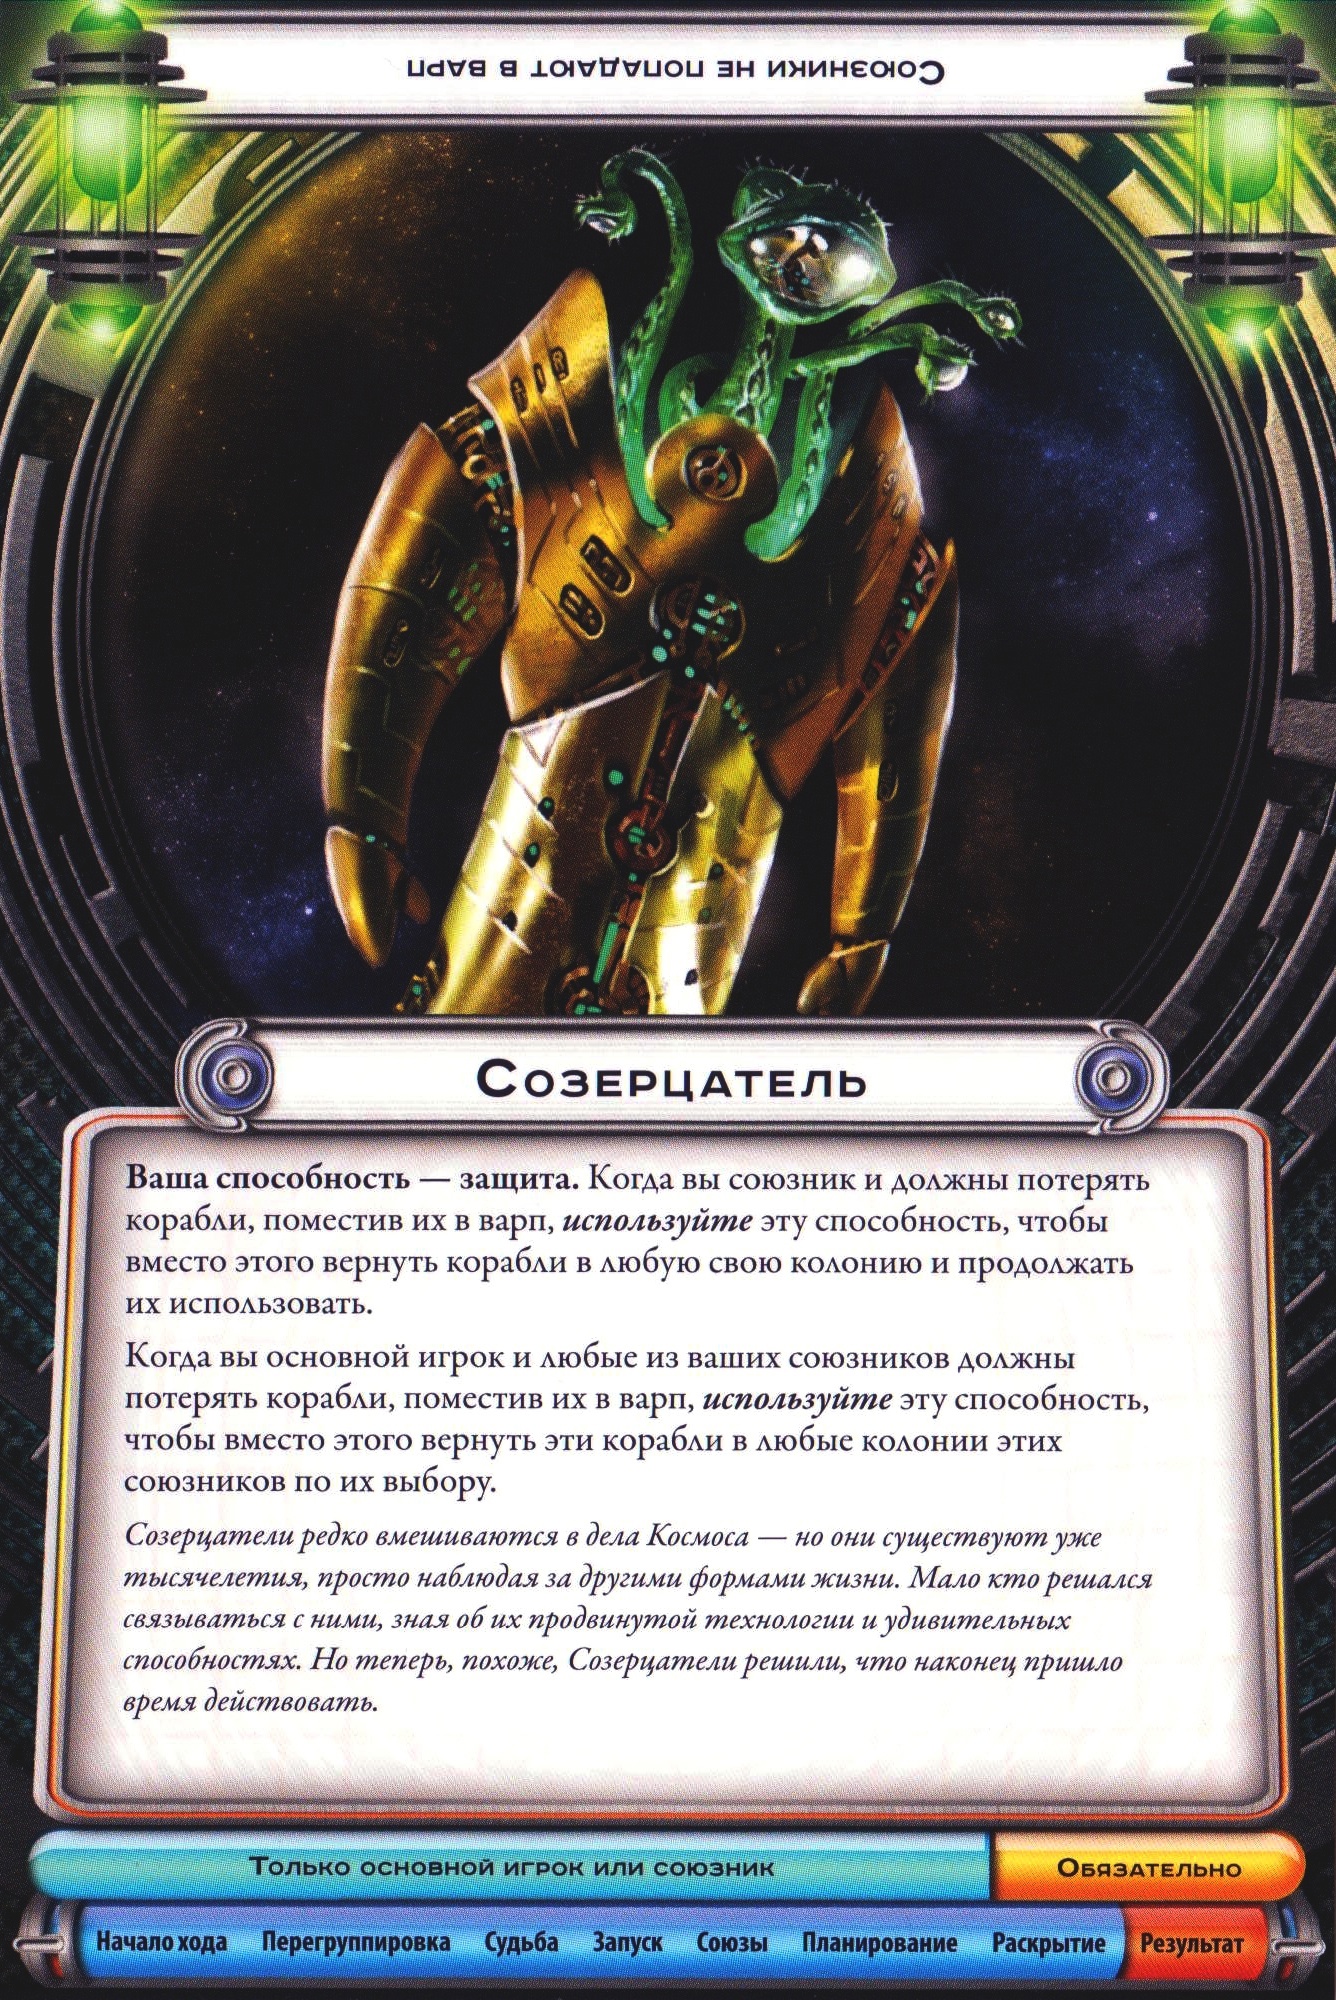 Союзники не попадают в варп
Созерцатель
Ваша способность — защита. Когда вы союзник и должны потерять
корабли, поместив их в варп, используйте эту способность, чтобы
вместо этого вернуть корабли в любую свою колонию и продолжать
их использовать.
Когда вы основной игрок и любые из ваших союзников должны
потерять корабли, поместив их в варп, используйте эту способность,
чтобы вместо этого вернуть эти корабли в любые колонии этих
союзников по их выбору.
Созерцатели редко вмешиваются в дела Космоса — но они существуют уже
тысячелетия, просто наблюдая за другими формами жизни. Мало кто решался
связываться с ними, зная об их продвинутой технологии и удивительных
способностях. Но теперь, похоже, Созерцатели решили, что наконец пришло
время действовать.
Только основной игрок или союзник Обязательно
Начало хода Перегруппировка Судьба Запуск Союзы Планирование Раскрытие Результат